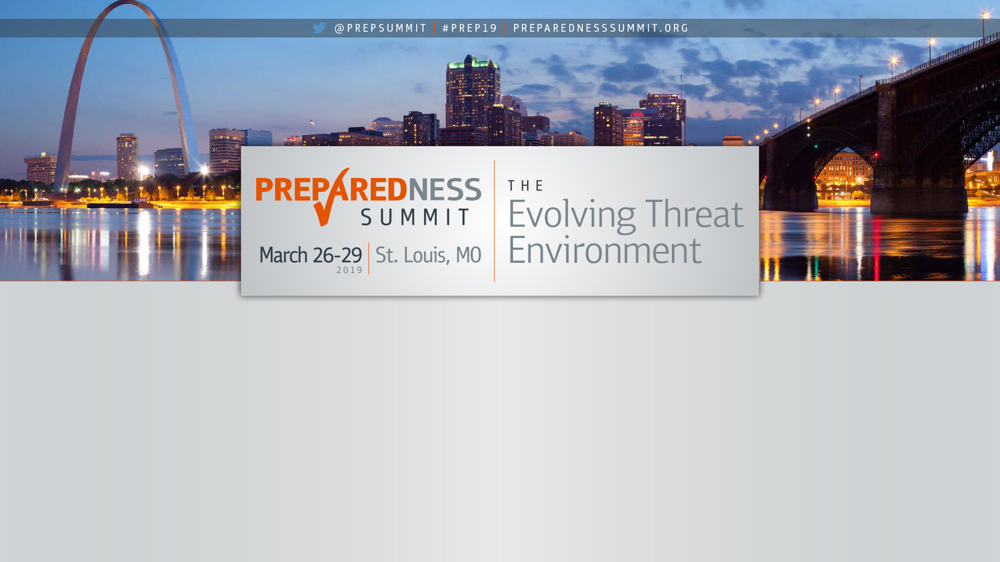 @PREPSUMMIT | #PREP19 | PREPAREDNESSSUMMIT.ORG
PREPAREDNESS
SUMMIT
March 26-29 | St. Louis, MO
2019
THE
Evolving Threat
Environment